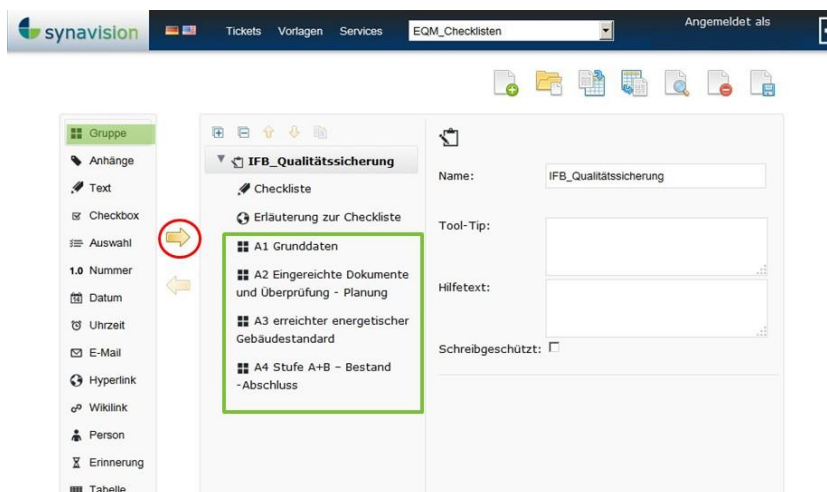 synavision
Tickets Vorlagen Services EQM_Checklisten
Angemeldet als
Gruppe
Anhänge
Text
Checkbox
Auswahl
1.0 Nummer
Datum
Uhrzeit
E-Mail
Hyperlink
Wikilink
Person
Erinnerung
Tabelle
IFB_Qualitätssicherung
Checkliste
Erläuterung zur Checkliste
A1 Grunddaten
A2 Eingereichte Dokumente
und Überprüfung - Planung
A3 erreichter energetischer
Gebäudestandard
A4 Stufe A+B – Bestand
-Abschluss
Name: IFB_Qualitätssicherung
Tool-Tip:
Hilfetext:
Schreibgeschützt: